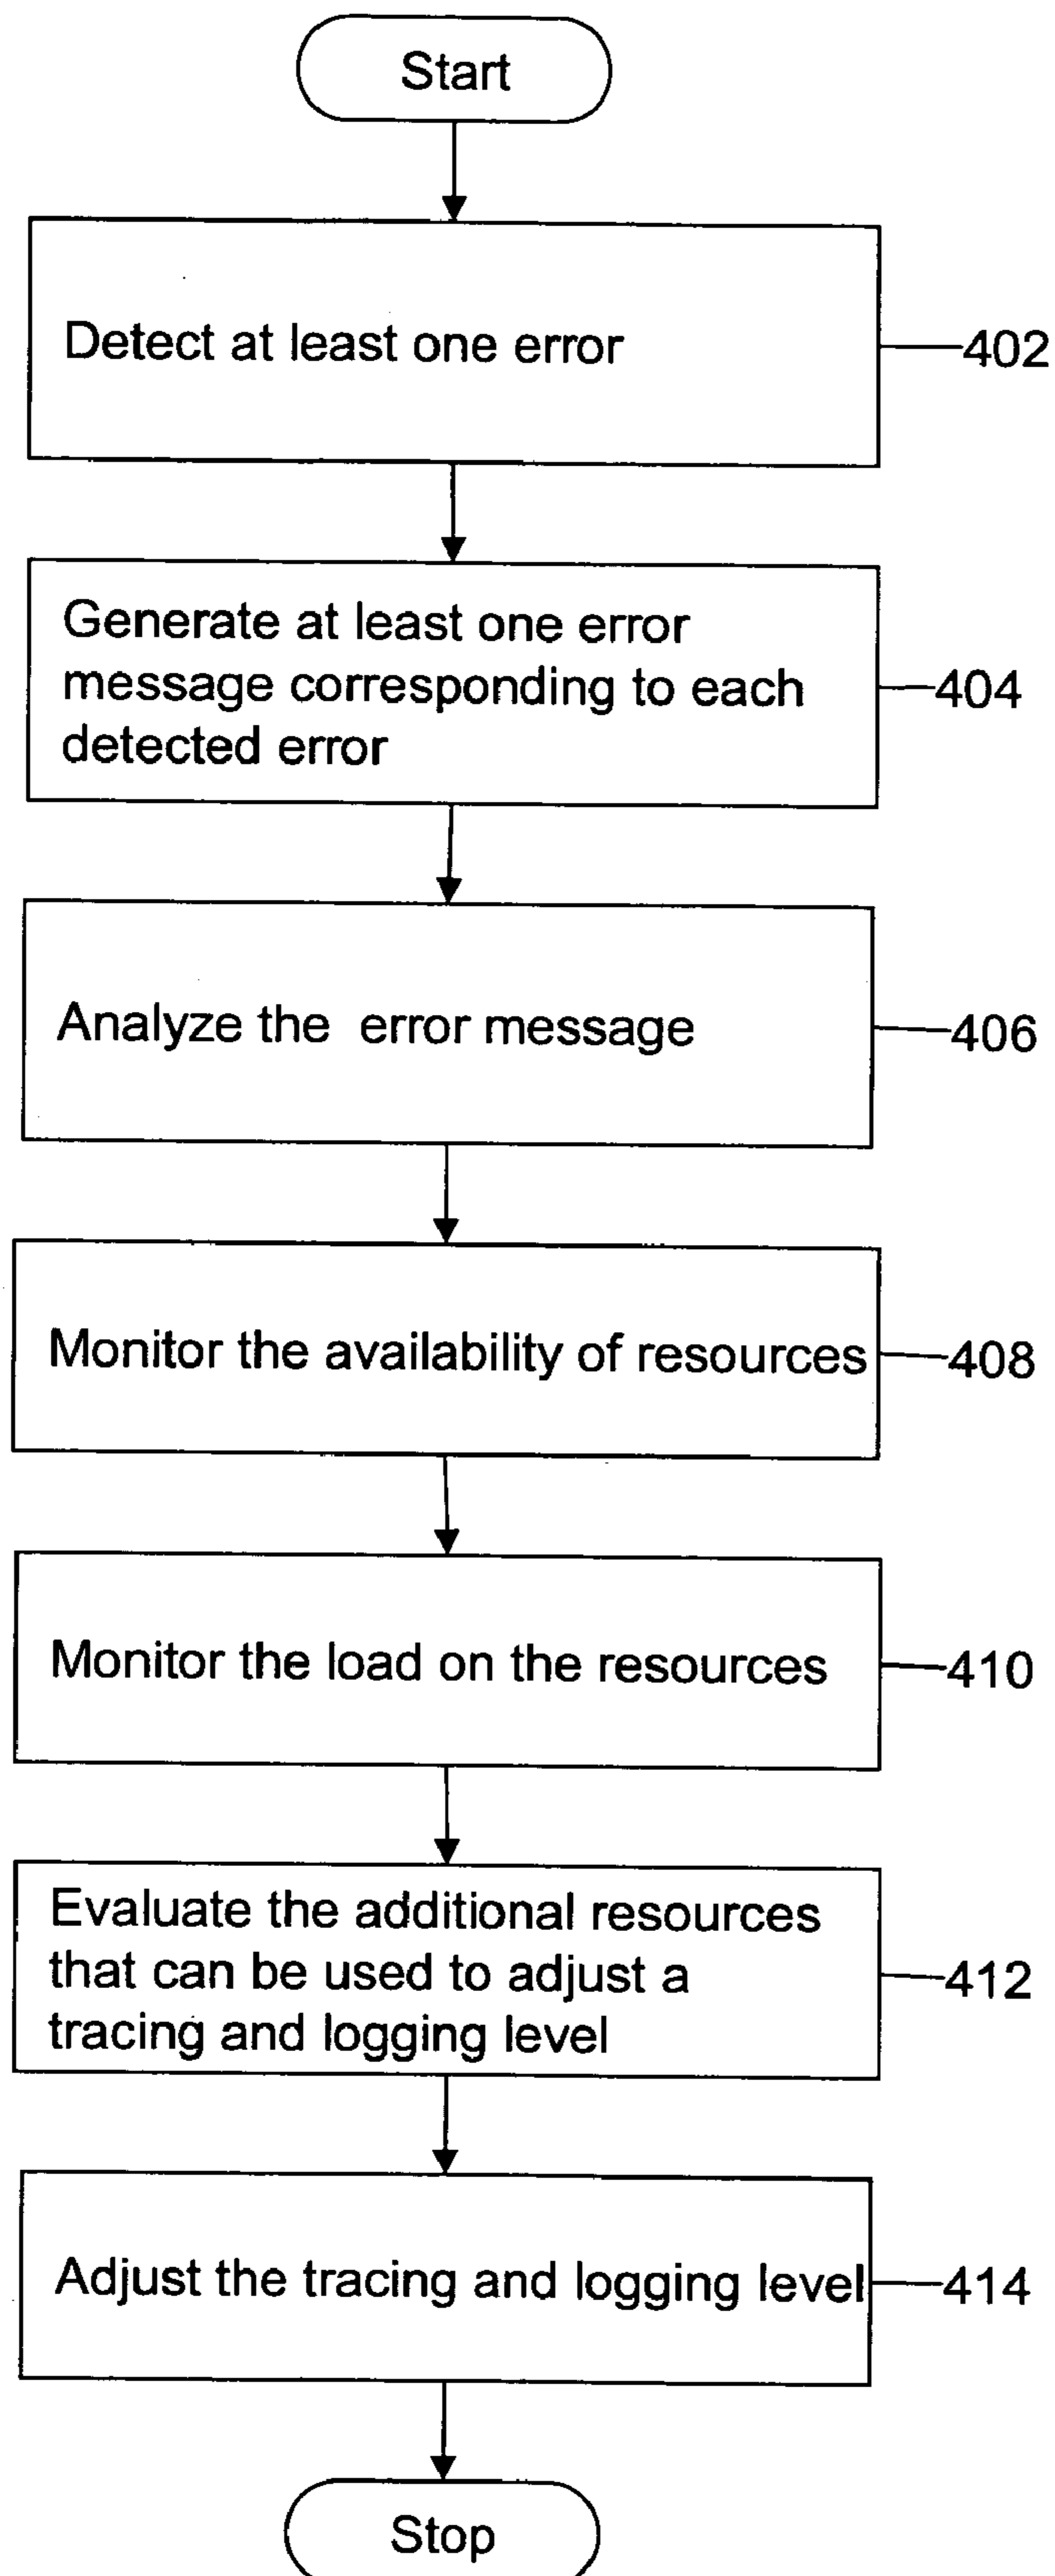 Start
Detect at least one error
402
Generate at least one error
message corresponding to each
detected error
404
Analyze the error message
406
Monitor the availability of resources
408
Monitor the load on the resources
410
Evaluate the additional resources
that can be used to adjust a
tracing and logging level
412
Adjust the tracing and logging level
414
Stop